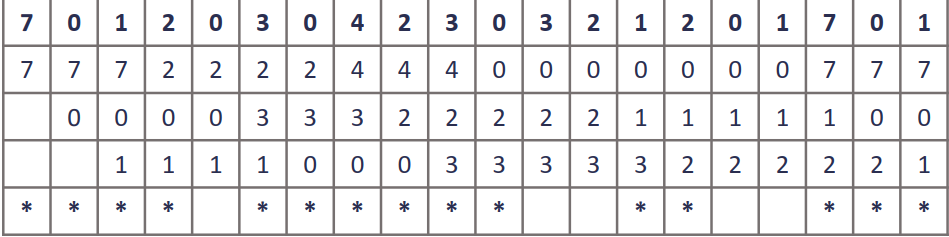 7 0 1 2 0 3 0 4 2 3 0 3 2 1 2 0 1 7 0 1
7 7 7 2 2 2 2 4 4 4 0 0 0 0 0 0 0 7 7 7
0 0 0 0 3 3 3 2 2 2 2 2 1 1 1 1 1 0 0
1 1 1 1 0 0 0 3 3 3 3 3 2 2 2 2 2 1
* * * * * * * * * * * * * * *